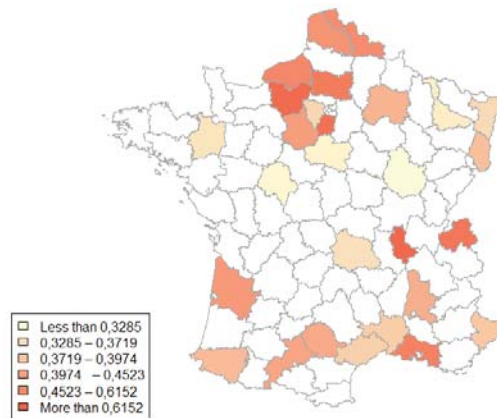 Less than 0,3285
0,3285 – 0,3719
0,3719 – 0,3974
0,3974 – 0,4523
0,4523 – 0,6152
More than 0,6152